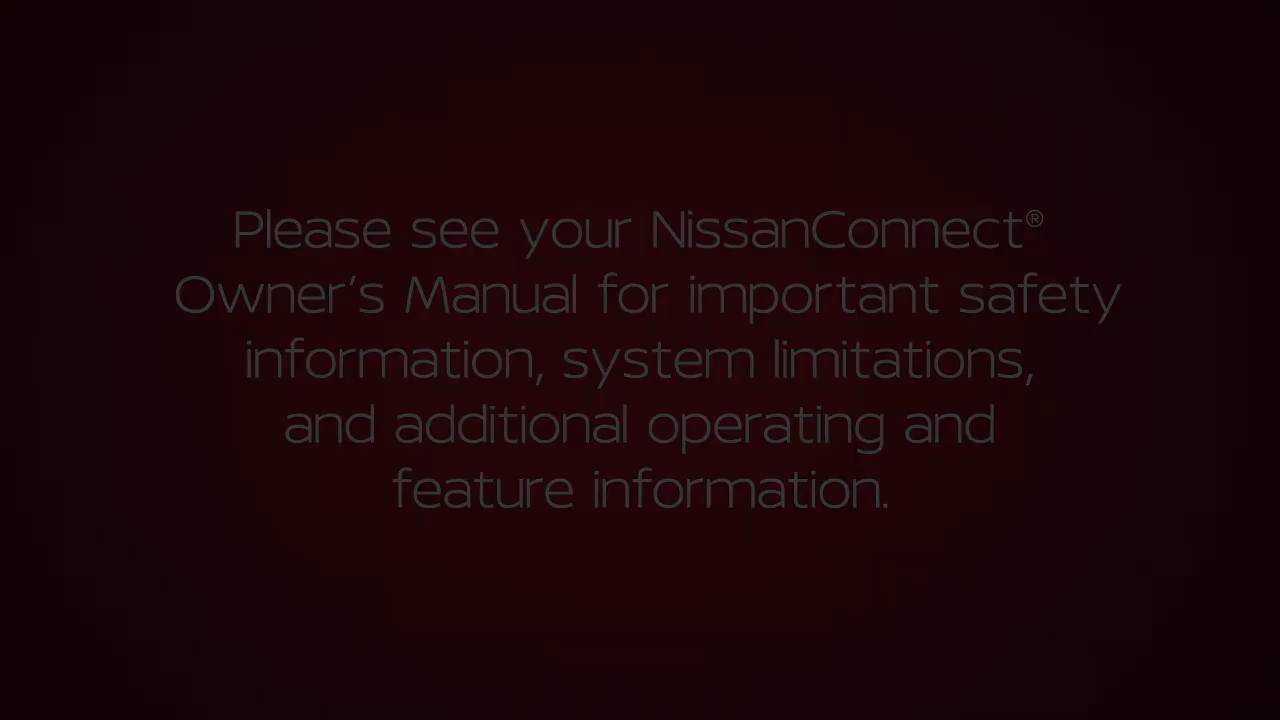 Please see your NissanConnect®
Owner’s Manual for important safety
information, system limitations,
and additional operating and
feature information.